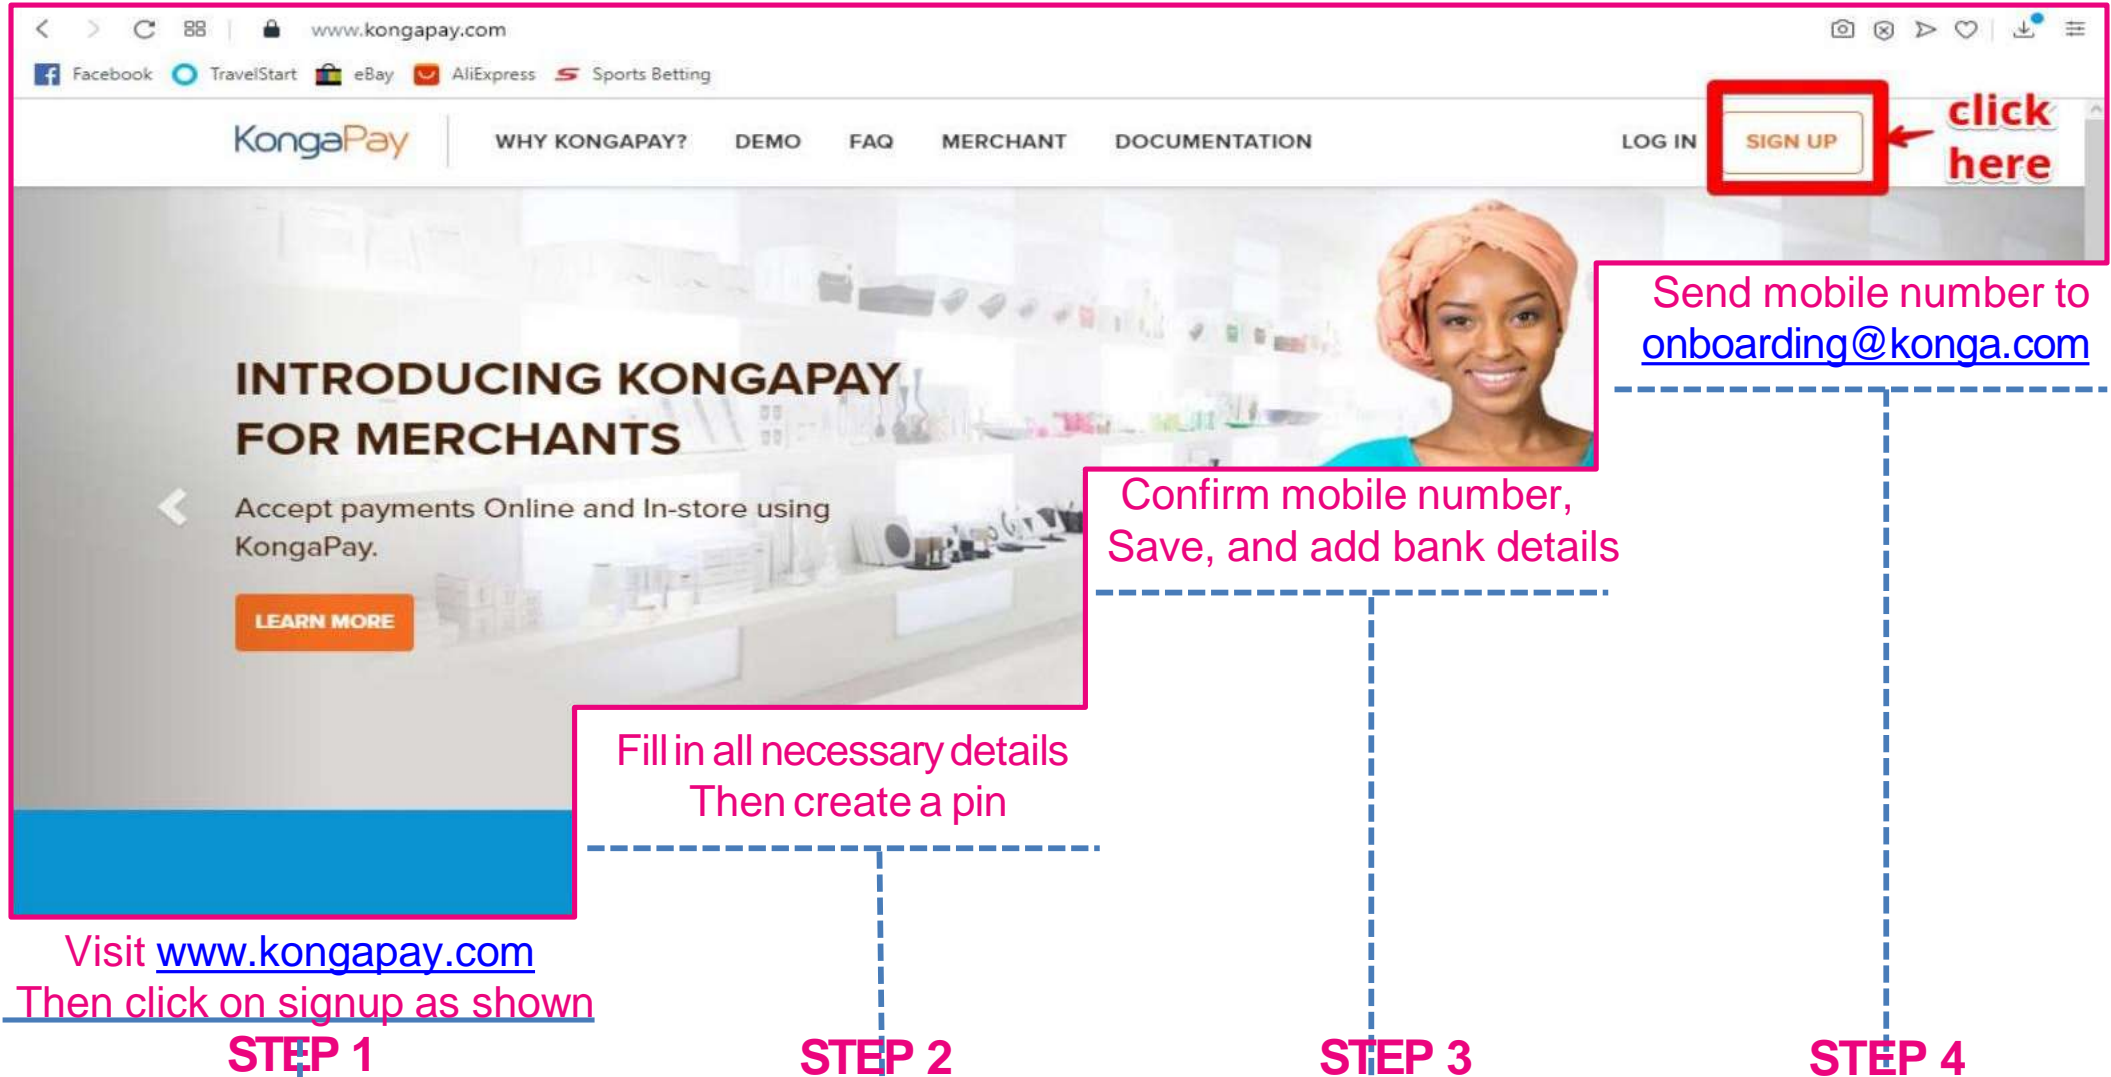 www.kongapay.com
Facebook TravelStart eBay AliExpress Sports Betting
KongaPay WHY KONGAPAY? DEMO FAQ MERCHANT DOCUMENTATION LOG IN SIGN UP
click
here
INTRODUCING KONGAPAY
FOR MERCHANTS
Accept payments Online and In-store using
KongaPay.
LEARN MORE
Visit www.kongapay.com
Then click on signup as shown
STEP 1
Fill in all necessary details
Then create a pin
STEP 2
Confirm mobile number,
Save, and add bank details
STEP 3
Send mobile number to
onboarding@konga.com
STEP 4